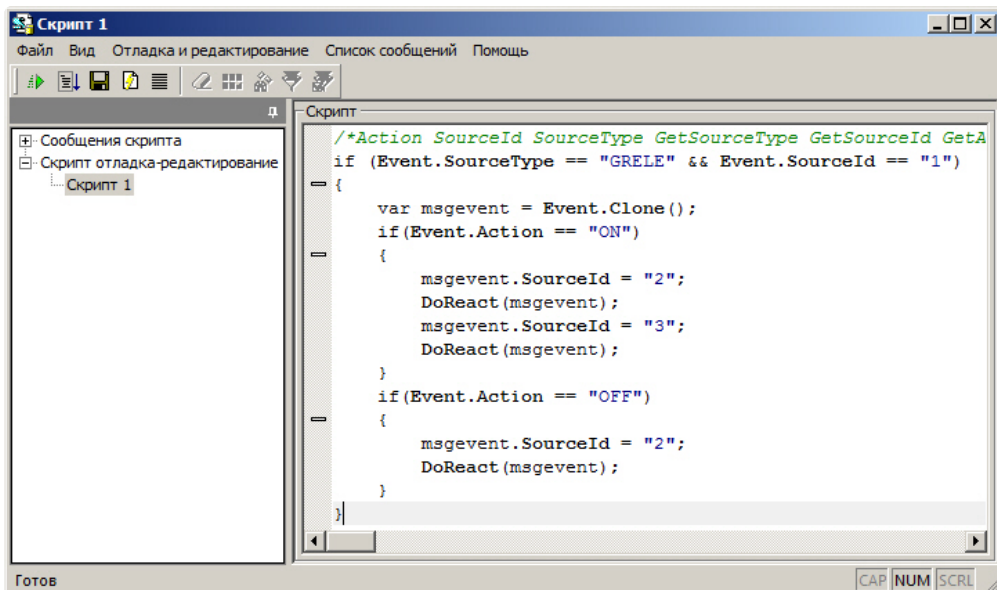 Скрипт 1
Файл Вид Отладка и редактирование Список сообщений Помощь
Сообщения скрипта
Скрипт отладка-редактирование
Скрипт 1
Скрипт
/*Action SourceId SourceType GetSourceType GetSourceId GetA
if (Event.SourceType == "GRELE" && Event.SourceId == "1")
{
var msgevent = Event.Clone();
if(Event.Action == "ON")
{
msgevent.SourceId = "2";
DoReact(msgevent);
msgevent.SourceId = "3";
DoReact(msgevent);
}
if(Event.Action == "OFF")
{
msgevent.SourceId = "2";
DoReact(msgevent);
}
}
Готов CAP NUM SCRL